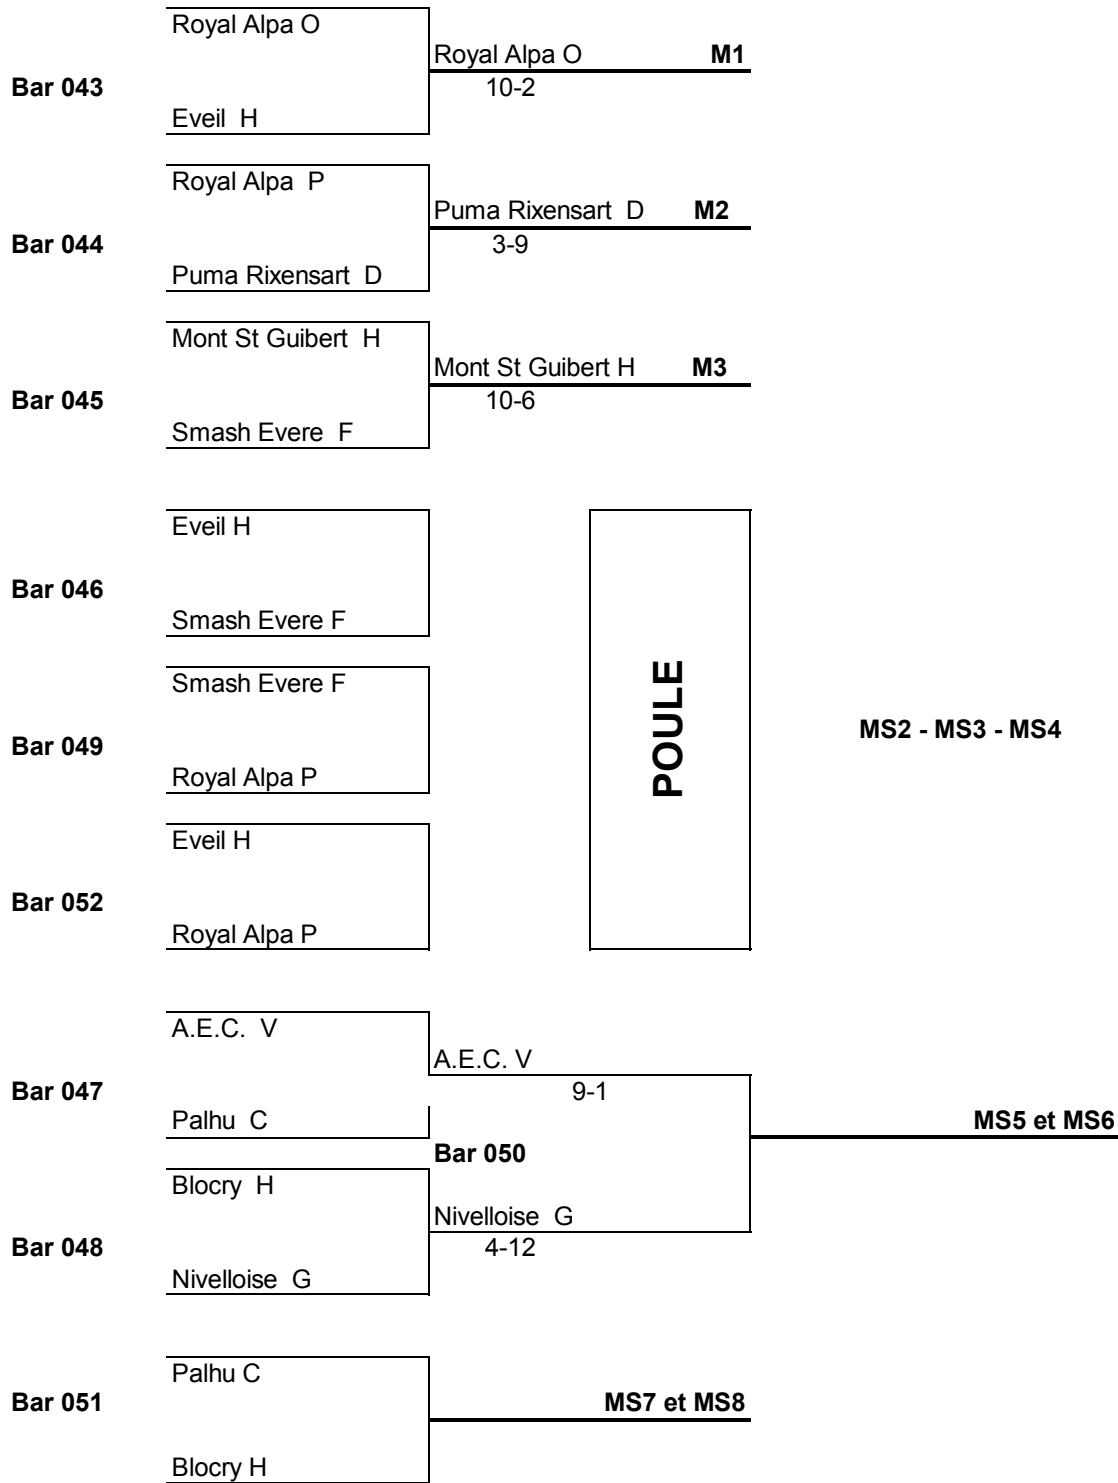 Royal Alpa O
Royal Alpa O M1
Bar 043 10-2
Eveil H
Royal Alpa P
Puma Rixensart D M2
Bar 044 3-9
Puma Rixensart D
Mont St Guibert H
Mont St Guibert H M3
Bar 045 10-6
Smash Evere F
Eveil H
Bar 046
Smash Evere F
Smash Evere F
Bar 049
Royal Alpa P
Eveil H
Bar 052
Royal Alpa P
POULE
MS2 - MS3 - MS4
A.E.C. V
A.E.C. V
Bar 047 9-1
Palhu C MS5 et MS6
Bar 050
Blocry H
Nivelloise G
Bar 048 4-12
Nivelloise G
Palhu C
Bar 051 MS7 et MS8
Blocry H